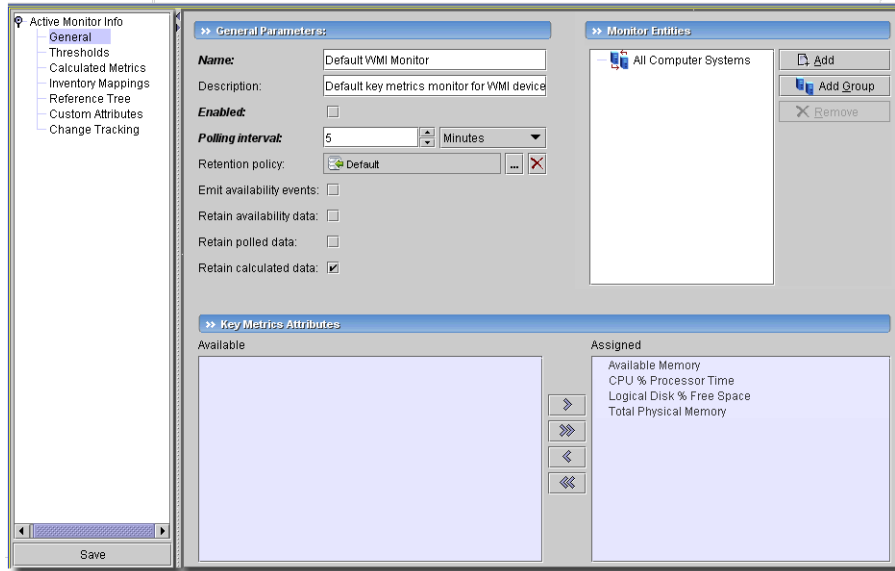 Active Monitor Info
General
Thresholds
Calculated Metrics
Inventory Mappings
Reference Tree
Custom Attributes
Change Tracking
Save
>> General Parameters:
Name: Default WMI Monitor
Description: Default key metrics monitor for WMI device
Enabled:
Polling interval: 5 Minutes
Retention policy: Default ...
Emit availability events:
Retain availability data:
Retain polled data:
Retain calculated data:
>> Monitor Entities
All Computer Systems
Add
Add Group
Remove
>> Key Metrics Attributes
Available
Assigned
Available Memory
CPU % Processor Time
Logical Disk % Free Space
Total Physical Memory